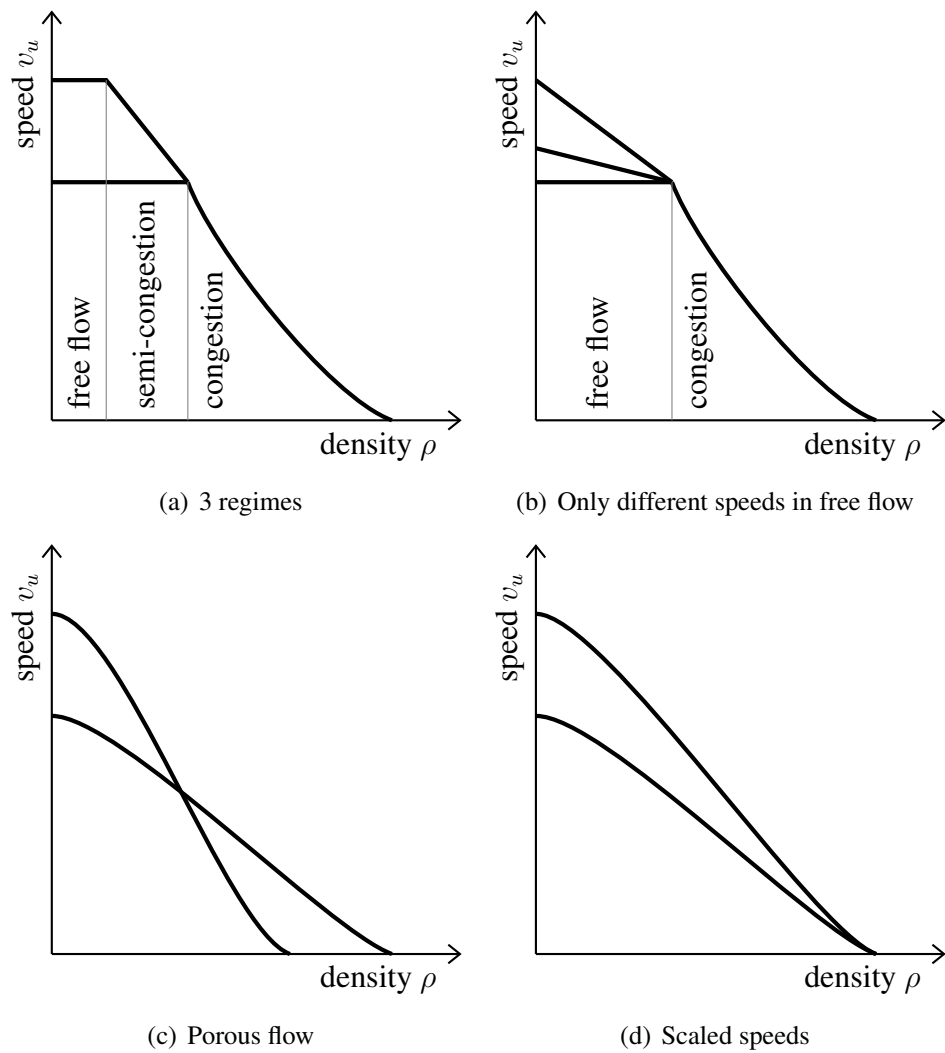 speed v_u
free flow
semi-congestion
congestion
density ρ
(a) 3 regimes
speed v_u
free flow
congestion
density ρ
(b) Only different speeds in free flow
speed v_u
density ρ
(c) Porous flow
speed v_u
density ρ
(d) Scaled speeds